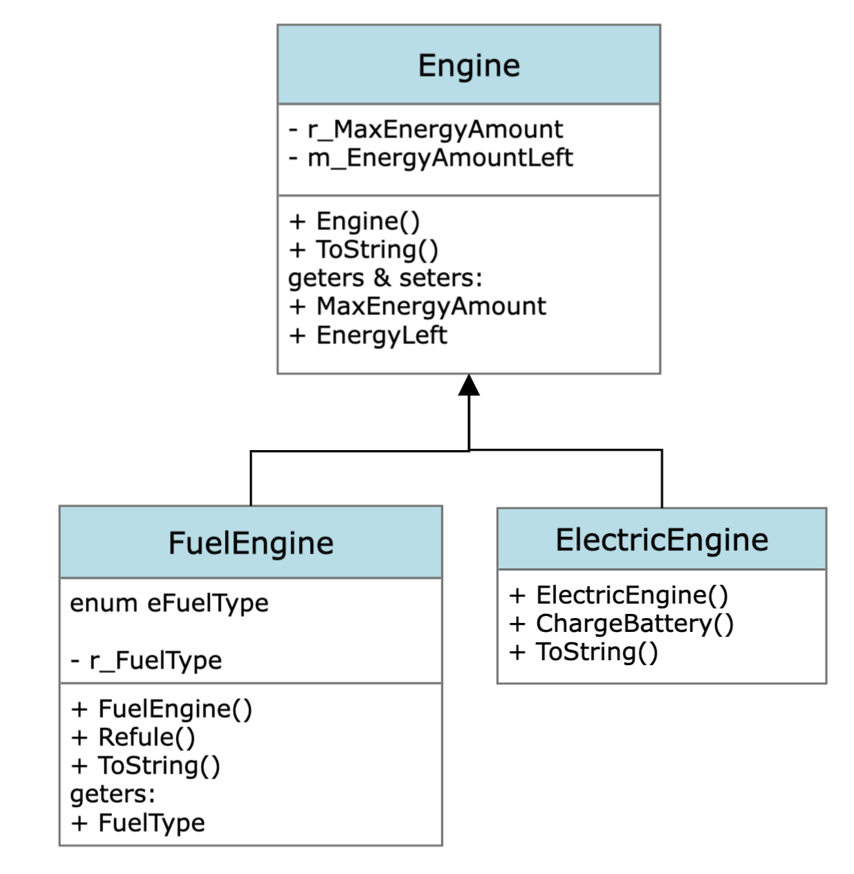 Engine
- r_MaxEnergyAmount
- m_EnergyAmountLeft
+ Engine()
+ ToString()
geters & seters:
+ MaxEnergyAmount
+ EnergyLeft
FuelEngine
enum eFuelType
- r_FuelType
+ FuelEngine()
+ Refule()
+ ToString()
geters:
+ FuelType
ElectricEngine
+ ElectricEngine()
+ ChargeBattery()
+ ToString()